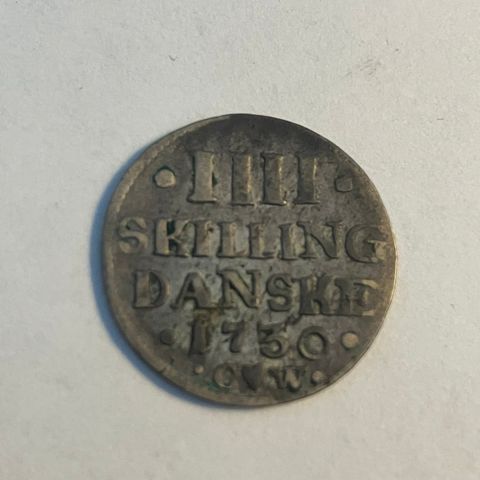 · IIII ·
SKILLING
DANSKE
· 1730 ·
· C · W ·